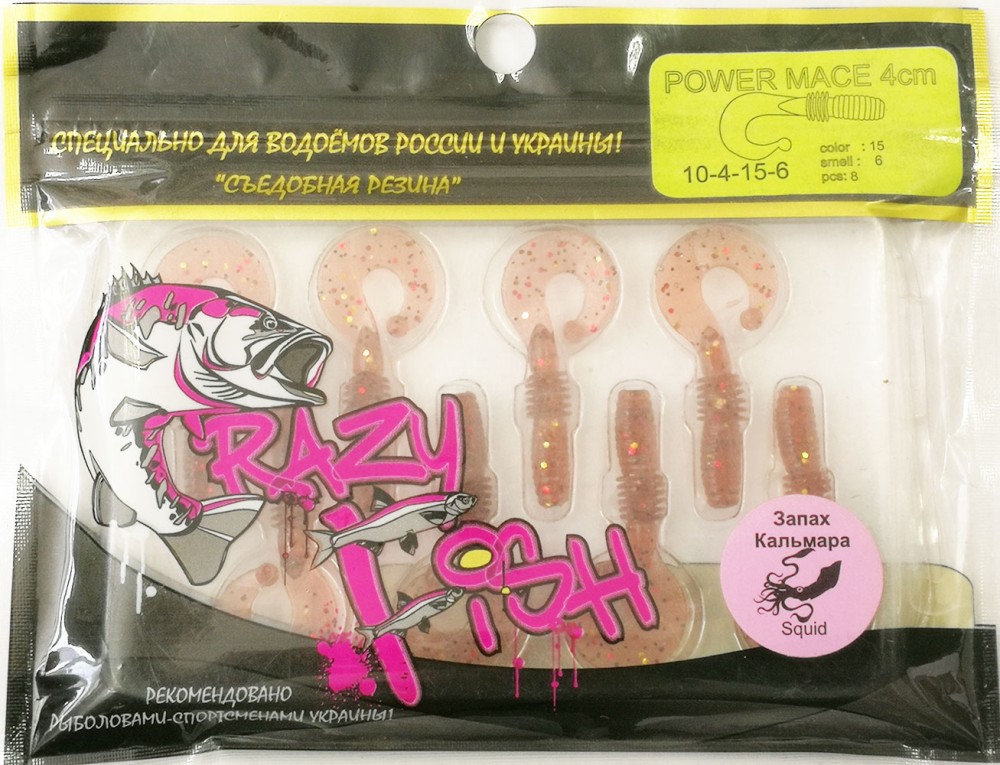 POWER MACE 4cm
color : 15
smell : 6
pcs: 8
10-4-15-6
СПЕЦИАЛЬНО ДЛЯ ВОДОЁМОВ РОССИИ И УКРАИНЫ!
"СЪЕДОБНАЯ РЕЗИНА"
CRAZY
FISH
Запах
Кальмара
Squid
РЕКОМЕНДОВАНО
РЫБОЛОВАМИ-СПОРТСМЕНАМИ УКРАИНЫ!